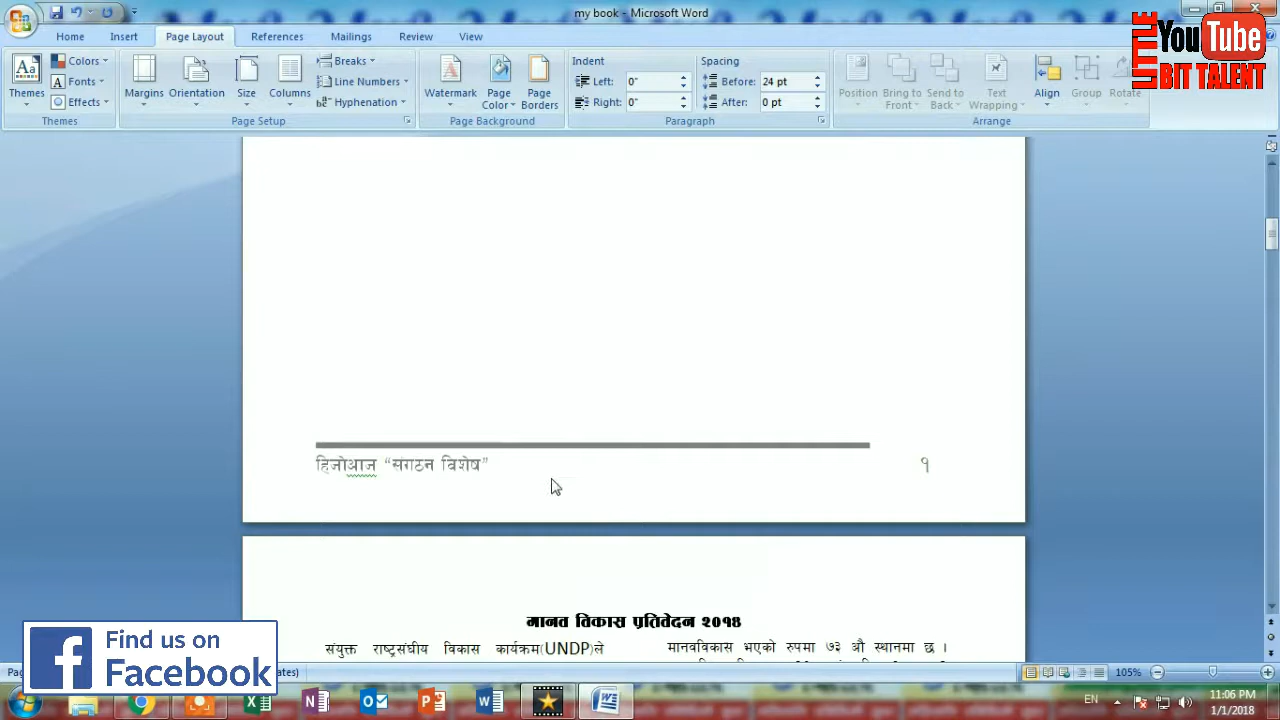 my book - Microsoft Word
Home Insert Page Layout References Mailings Review View
Themes
Colors
Fonts
Effects
Themes
Margins Orientation Size Columns
Breaks
Line Numbers
Hyphenation
Page Setup
Watermark Page Color Page Borders
Page Background
Indent
Left: 0"
Right: 0"
Spacing
Before: 24 pt
After: 0 pt
Paragraph
Position Bring to Front Send to Back Text Wrapping Align Group Rotate
Arrange
LITTLE
YouTube
BIT TALENT
हिजोआज “संगठन विशेष”
१
मानव विकास प्रतिवेदन २०१४
संयुक्त राष्ट्रसंघीय विकास कार्यक्रम(UNDP)ले
मानवविकास भएको रुपमा ७३ औ स्थानमा छ ।
Find us on
Facebook
105%
EN
11:06 PM
1/1/2018